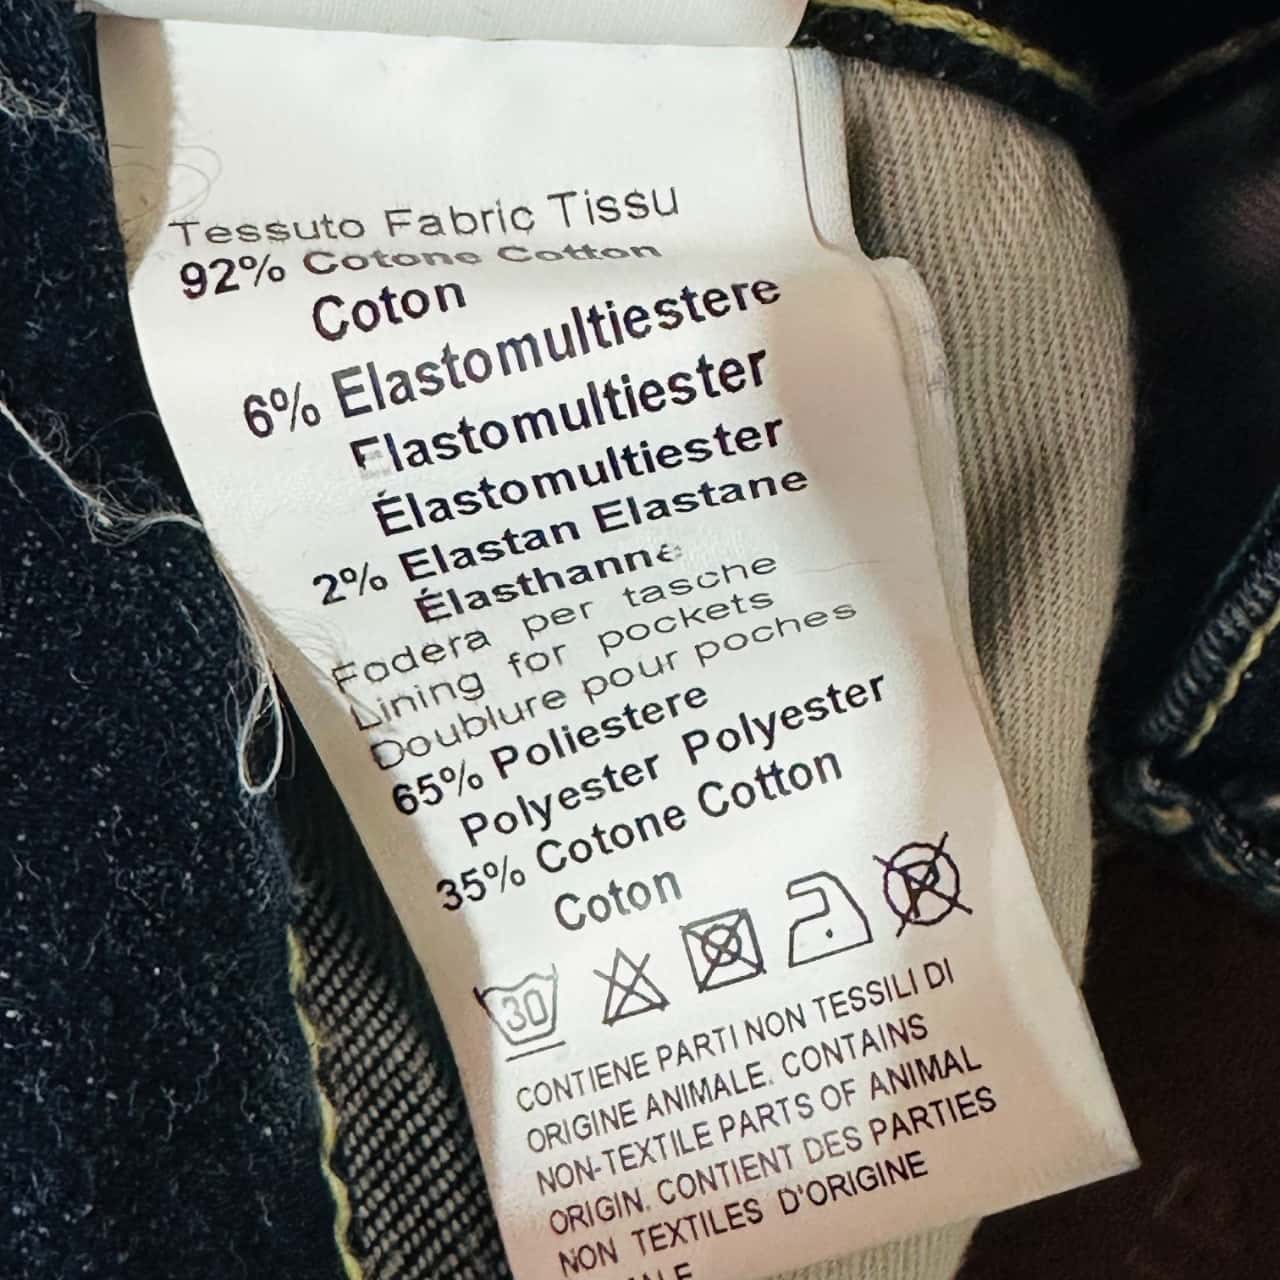 Tessuto Fabric Tissu
92% Cotone Cotton
Coton
6% Elastomultiestere
Elastomultiester
Élastomultiester
2% Elastan Elastane
Élasthanne
Fodera per tasche
Lining for pockets
Doublure pour poches
65% Poliestere
Polyester Polyester
35% Cotone Cotton
Coton
30
P
CONTIENE PARTI NON TESSILI DI
ORIGINE ANIMALE. CONTAINS
NON-TEXTILE PARTS OF ANIMAL
ORIGIN. CONTIENT DES PARTIES
NON TEXTILES D'ORIGINE